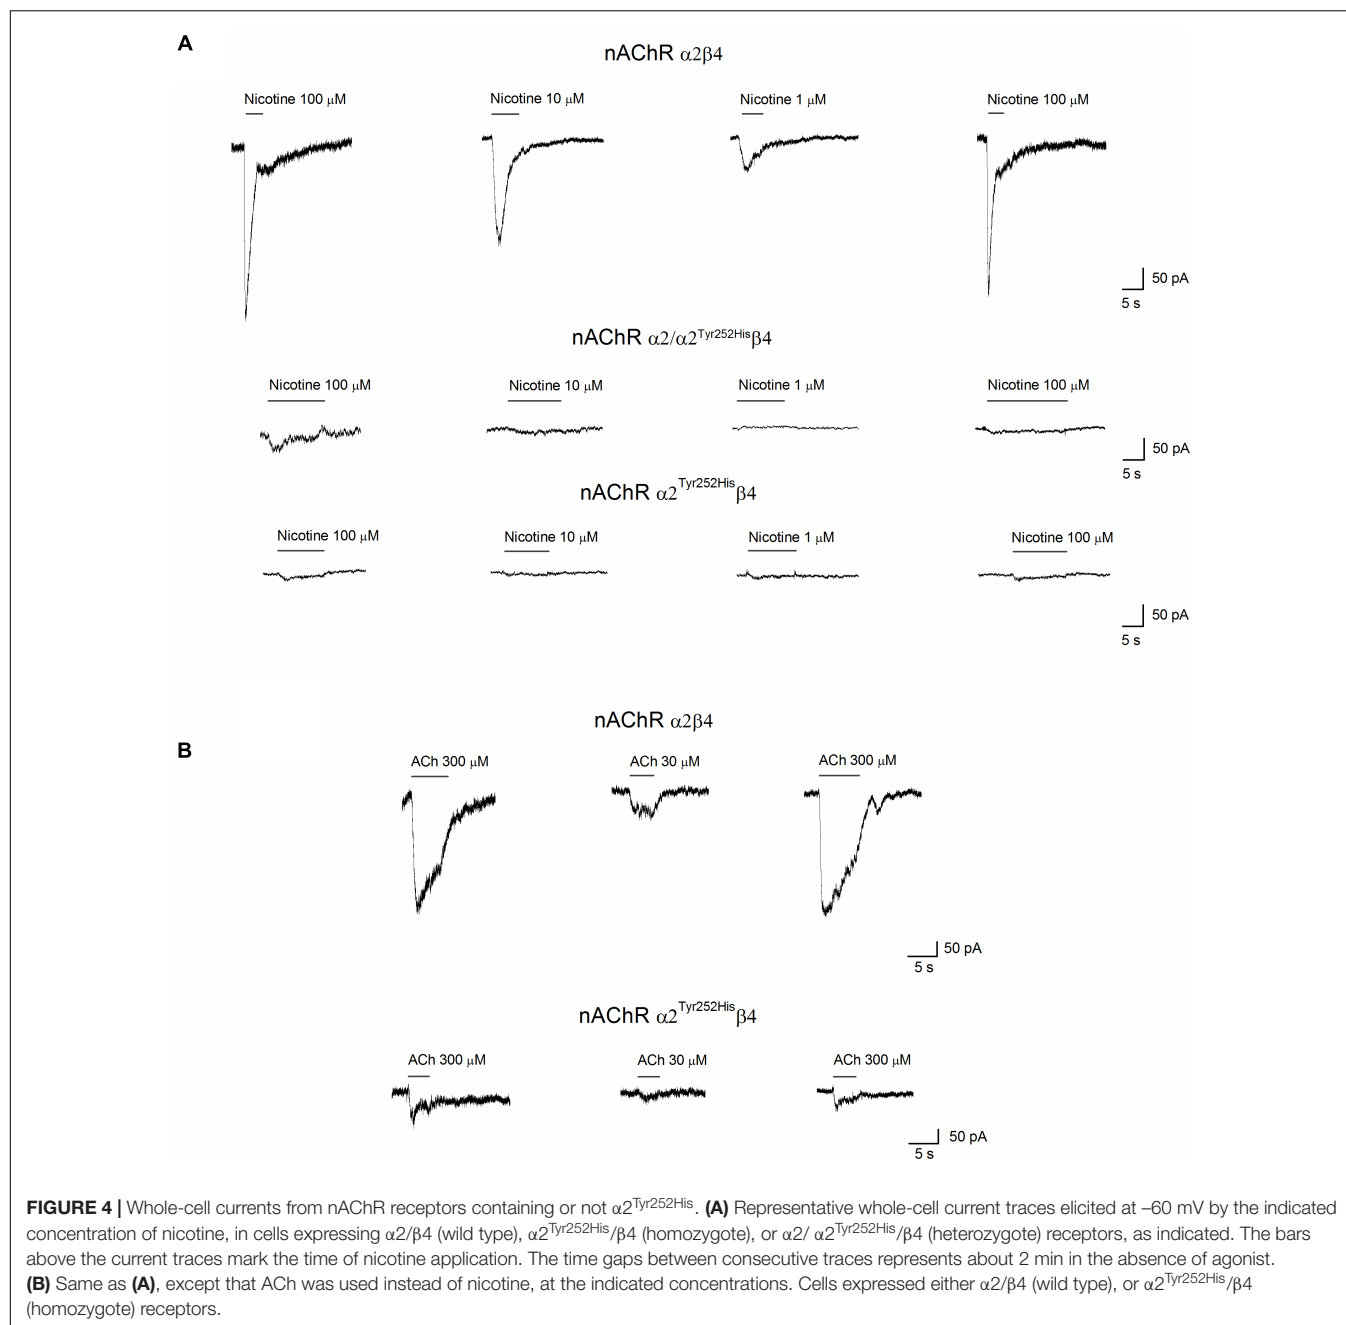 A
nAChR α2β4
Nicotine 100 μM
Nicotine 10 μM
Nicotine 1 μM
Nicotine 100 μM
50 pA
5 s
nAChR α2/α2Tyr252Hisβ4
Nicotine 100 μM
Nicotine 10 μM
Nicotine 1 μM
Nicotine 100 μM
50 pA
5 s
nAChR α2Tyr252Hisβ4
Nicotine 100 μM
Nicotine 10 μM
Nicotine 1 μM
Nicotine 100 μM
50 pA
5 s
nAChR α2β4
B
ACh 300 μM
ACh 30 μM
ACh 300 μM
50 pA
5 s
nAChR α2Tyr252Hisβ4
ACh 300 μM
ACh 30 μM
ACh 300 μM
50 pA
5 s
FIGURE 4 | Whole-cell currents from nAChR receptors containing or not α2Tyr252His. (A) Representative whole-cell current traces elicited at –60 mV by the indicated
concentration of nicotine, in cells expressing α2/β4 (wild type), α2Tyr252His/β4 (homozygote), or α2/ α2Tyr252His/β4 (heterozygote) receptors, as indicated. The bars
above the current traces mark the time of nicotine application. The time gaps between consecutive traces represents about 2 min in the absence of agonist.
(B) Same as (A), except that ACh was used instead of nicotine, at the indicated concentrations. Cells expressed either α2/β4 (wild type), or α2Tyr252His/β4
(homozygote) receptors.